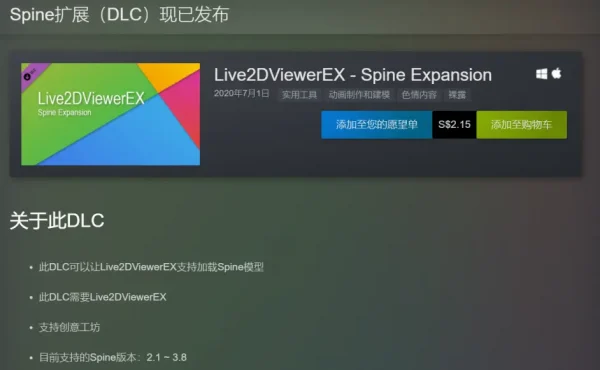 Spine扩展（DLC）现已发布
Live2DViewerEX
Spine Expansion
Live2DViewerEX - Spine Expansion
2020年7月1日 实用工具 动画制作和建模 色情内容 裸露
添加至您的愿望单 S$2.15 添加至购物车
关于此DLC
• 此DLC可以让Live2DViewerEX支持加载Spine模型
• 此DLC需要Live2DViewerEX
• 支持创意工坊
• 目前支持的Spine版本：2.1 ~ 3.8